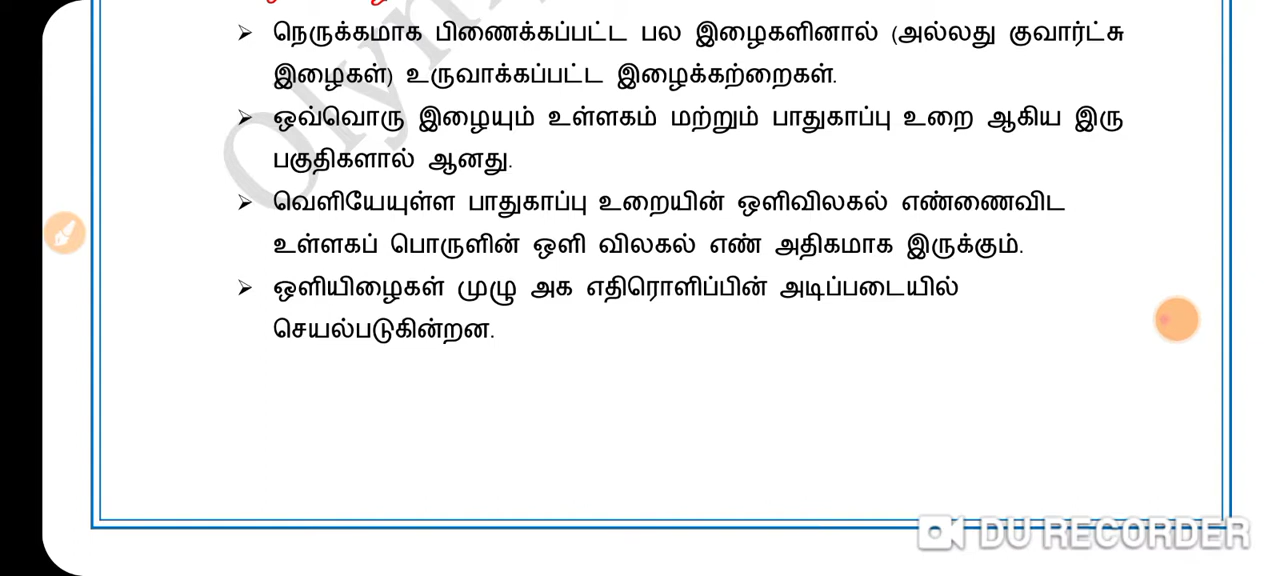 நெருக்கமாக பிணைக்கப்பட்ட பல இழைகளினால் (அல்லது குவார்ட்சு
இழைகள்) உருவாக்கப்பட்ட இழைக்கற்றைகள்.
ஒவ்வொரு இழையும் உள்ளகம் மற்றும் பாதுகாப்பு உறை ஆகிய இரு
பகுதிகளால் ஆனது.
வெளியேயுள்ள பாதுகாப்பு உறையின் ஒளிவிலகல் எண்ணைவிட
உள்ளகப் பொருளின் ஒளி விலகல் எண் அதிகமாக இருக்கும்.
ஒளியிழைகள் முழு அக எதிரொளிப்பின் அடிப்படையில்
செயல்படுகின்றன.
DU RECORDER